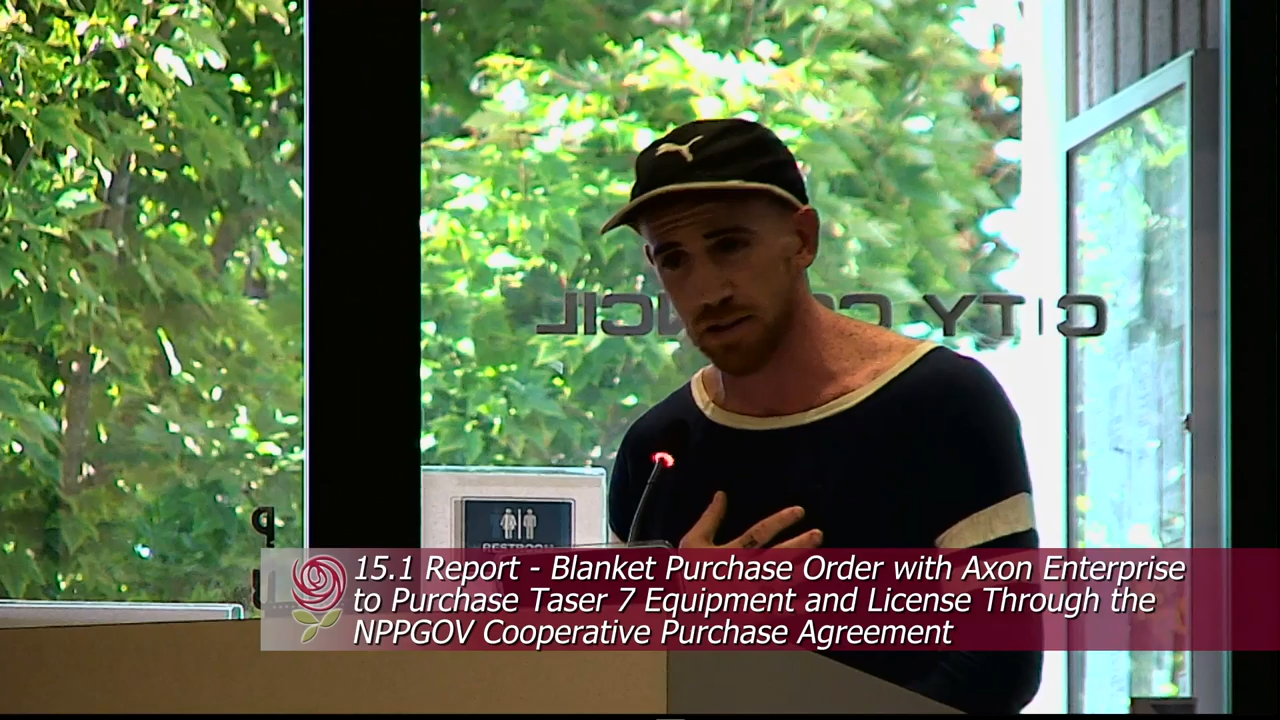 CITY COUNCIL
RESTROOM
15.1 Report - Blanket Purchase Order with Axon Enterprise
to Purchase Taser 7 Equipment and License Through the
NPPGOV Cooperative Purchase Agreement